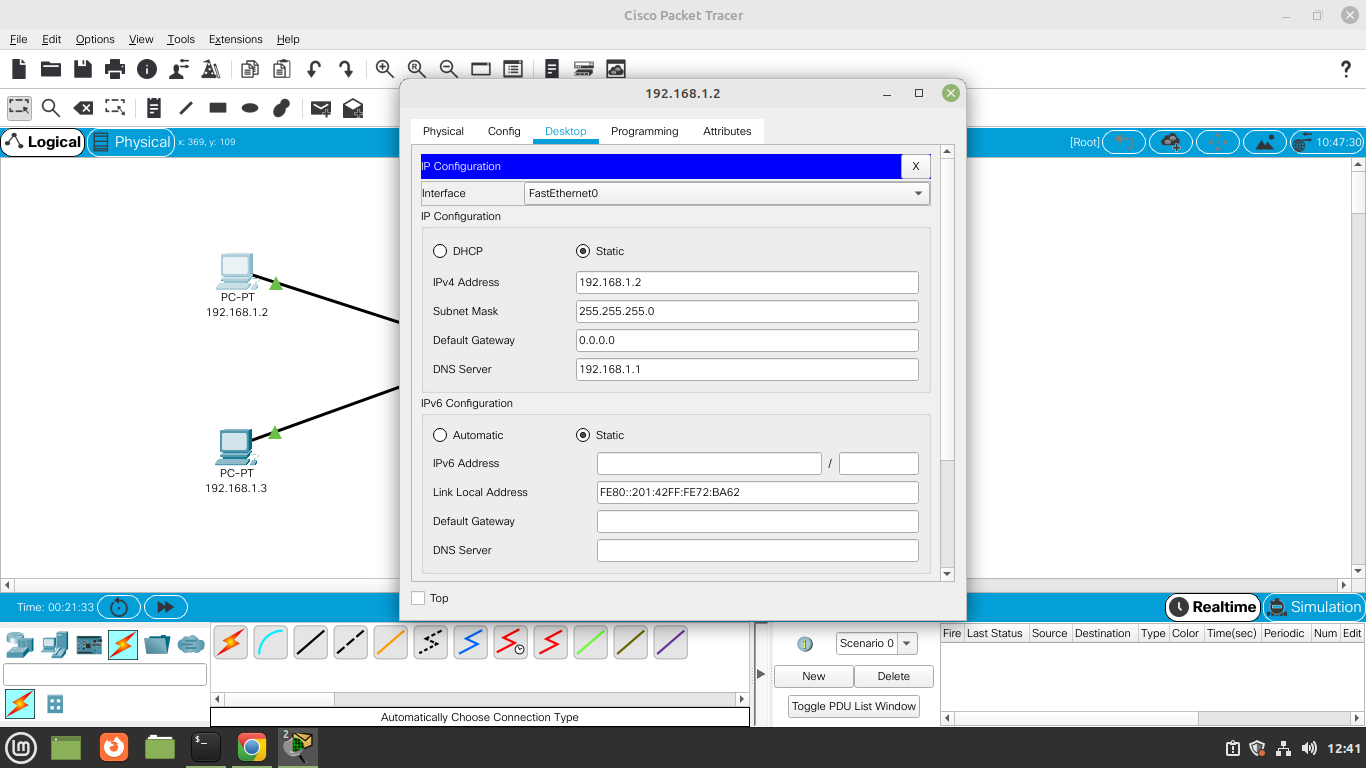 Cisco Packet Tracer
File Edit Options View Tools Extensions Help
?
192.168.1.2
Logical Physical x: 369, y: 109
[Root] 10:47:30
Physical Config Desktop Programming Attributes
IP Configuration X
Interface FastEthernet0
IP Configuration
DHCP Static
IPv4 Address 192.168.1.2
Subnet Mask 255.255.255.0
Default Gateway 0.0.0.0
DNS Server 192.168.1.1
IPv6 Configuration
Automatic Static
IPv6 Address /
Link Local Address FE80::201:42FF:FE72:BA62
Default Gateway
DNS Server
Top
PC-PT
192.168.1.2
PC-PT
192.168.1.3
Time: 00:21:33 Realtime Simulation
1 Scenario 0
New Delete
Toggle PDU List Window
Fire Last Status Source Destination Type Color Time(sec) Periodic Num Edit
Automatically Choose Connection Type
2
12:41